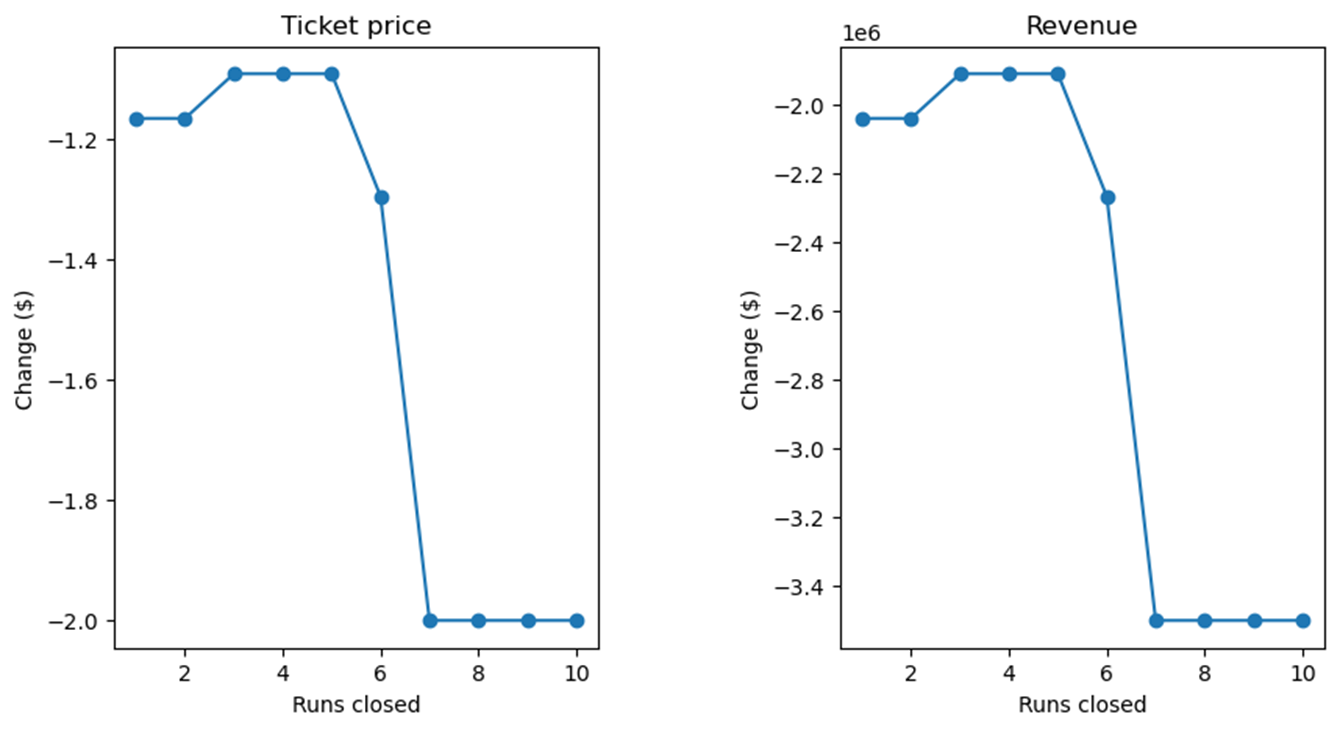 Ticket price
Change ($)
−1.2
−1.4
−1.6
−1.8
−2.0
2 4 6 8 10
Runs closed
Revenue
1e6
Change ($)
−2.0
−2.2
−2.4
−2.6
−2.8
−3.0
−3.2
−3.4
2 4 6 8 10
Runs closed